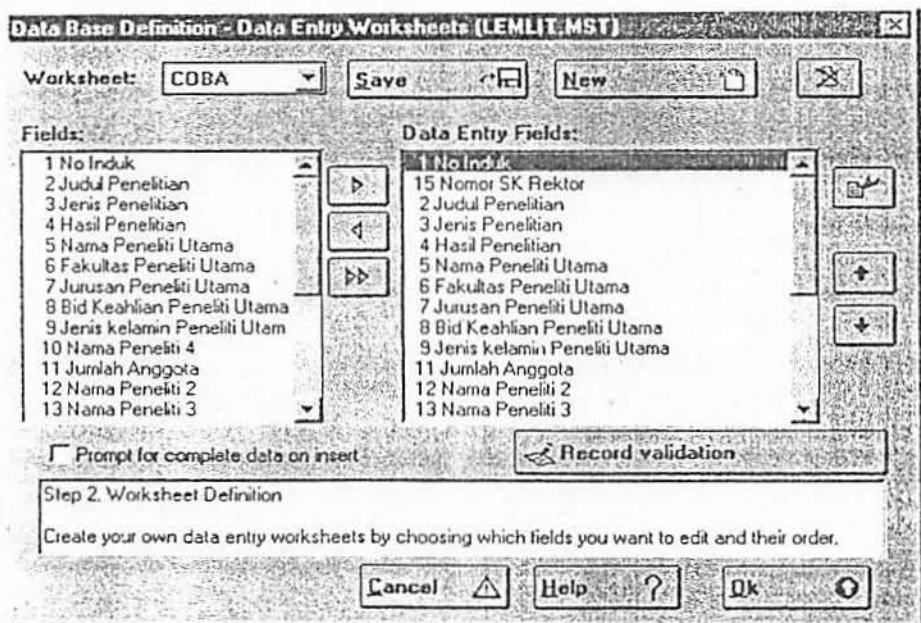 Data Base Definition - Data Entry Worksheets (LEMLIT.MST)
Worksheet: COBA Save New
Fields:
1 No Induk
2 Judul Penelitian
3 Jenis Penelitian
4 Hasil Penelitian
5 Nama Peneliti Utama
6 Fakultas Peneliti Utama
7 Jurusan Peneliti Utama
8 Bid Keahlian Peneliti Utama
9 Jenis kelamin Peneliti Utam
10 Nama Peneliti 4
11 Jumlah Anggota
12 Nama Peneliti 2
13 Nama Peneliti 3
Data Entry Fields:
1 No Induk
15 Nomor SK Rektor
2 Judul Penelitian
3 Jenis Penelitian
4 Hasil Penelitian
5 Nama Peneliti Utama
6 Fakultas Peneliti Utama
7 Jurusan Peneliti Utama
8 Bid Keahlian Peneliti Utama
9 Jenis kelamin Peneliti Utama
11 Jumlah Anggota
12 Nama Peneliti 2
13 Nama Peneliti 3
Prompt for complete data on insert
Record validation
Step 2. Worksheet Definition
Create your own data entry worksheets by choosing which fields you want to edit and their order.
Cancel Help ? Ok